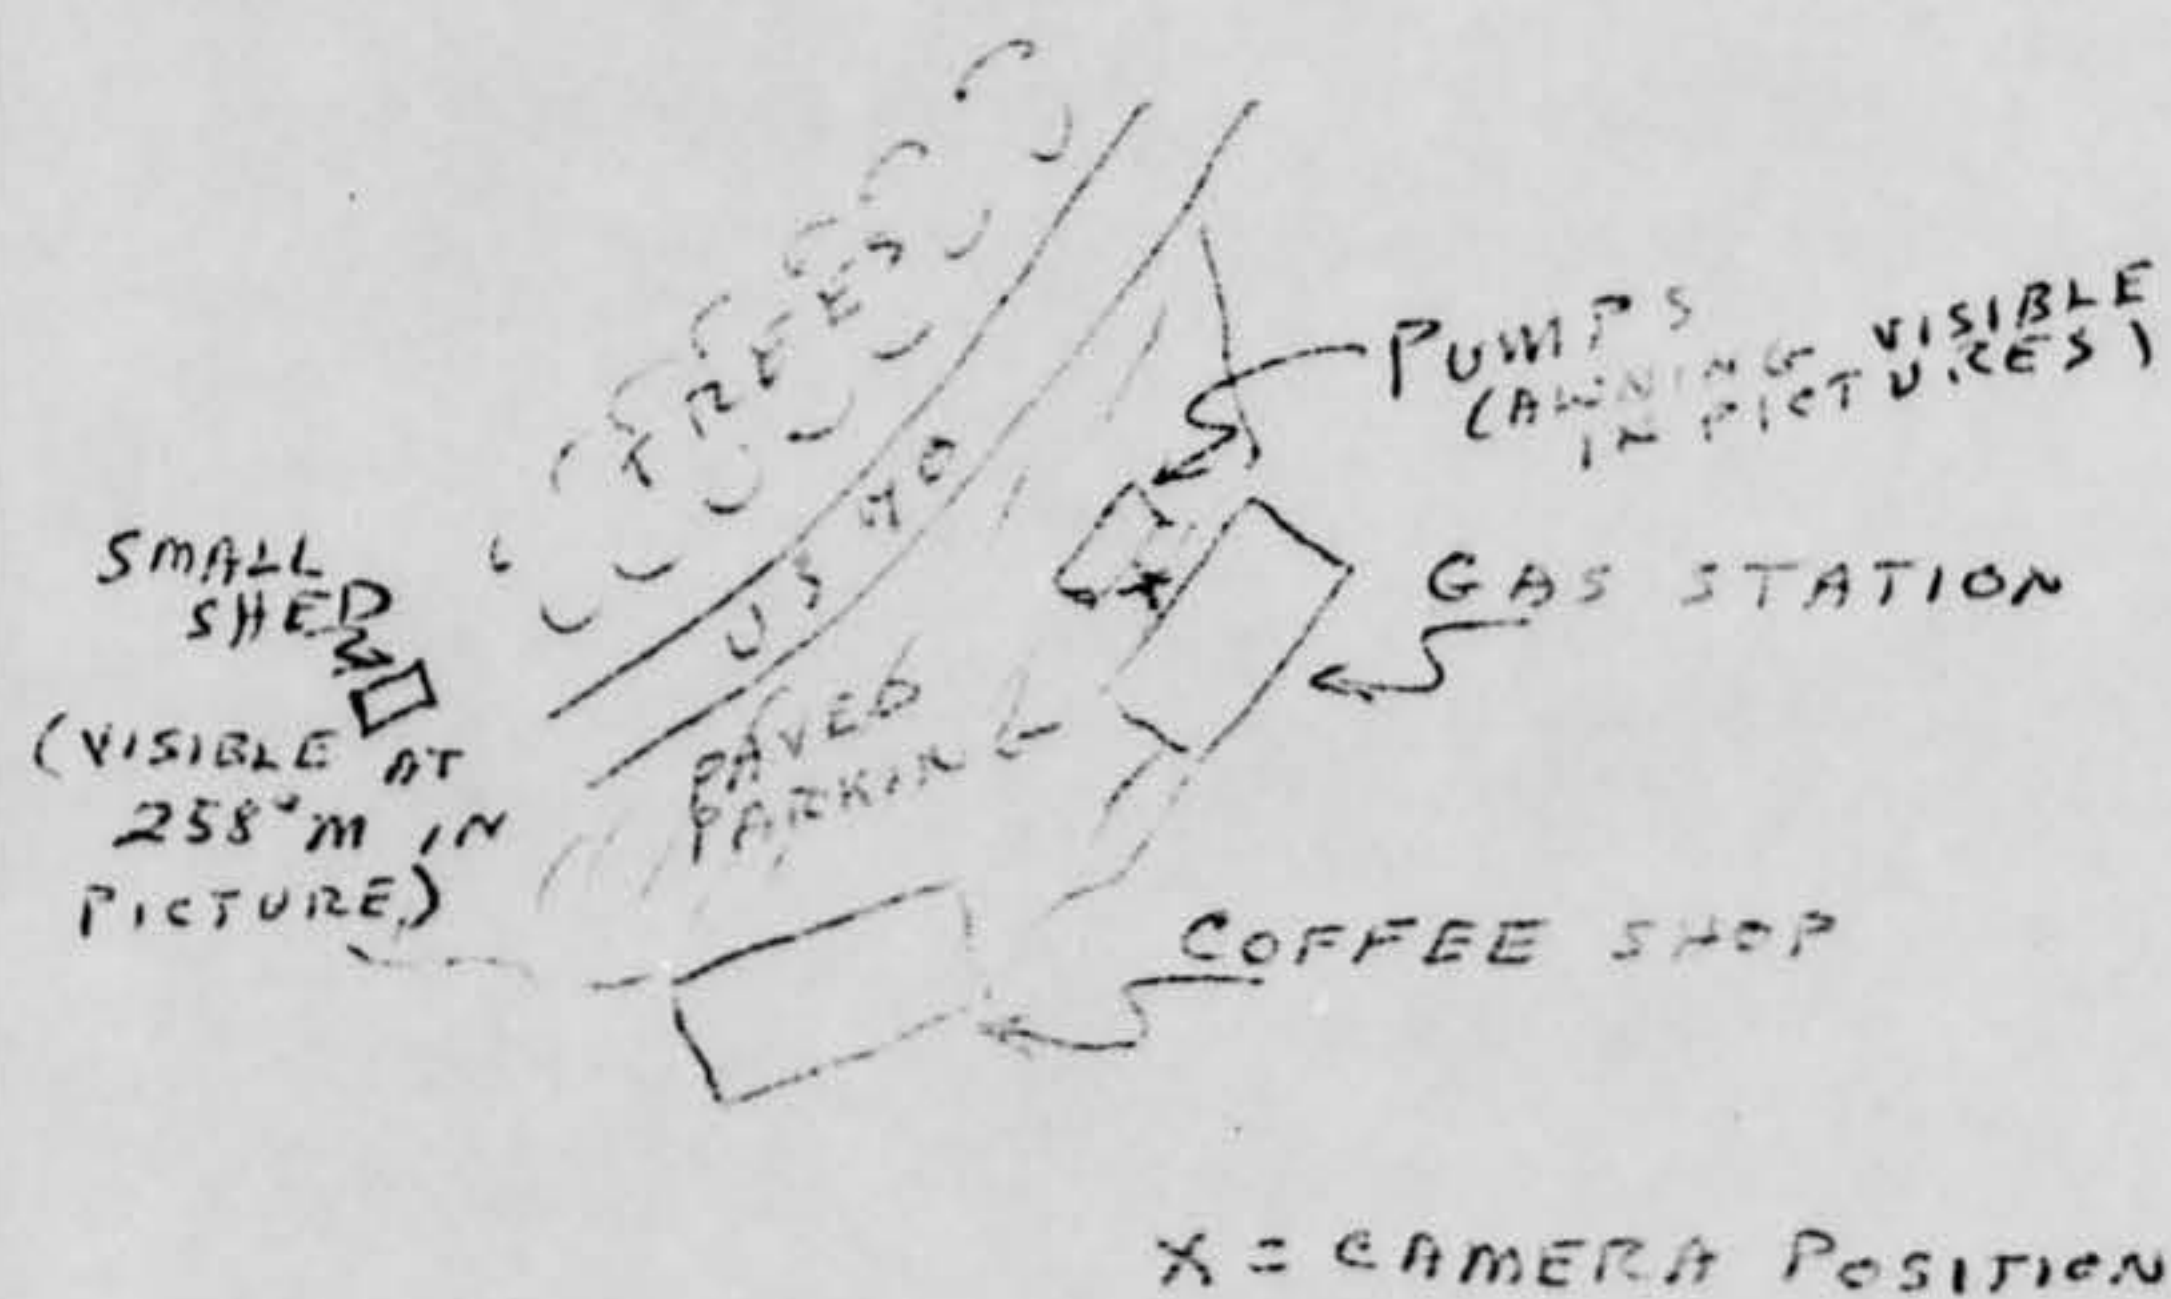 TREES
US 40
PUMPS
(AWNING VISIBLE
IN PICTURES)
SMALL
SHED
(VISIBLE AT
258° M IN
PICTURE)
GAS STATION
PAVED
PARKING
COFFEE SHOP
X = CAMERA POSITION